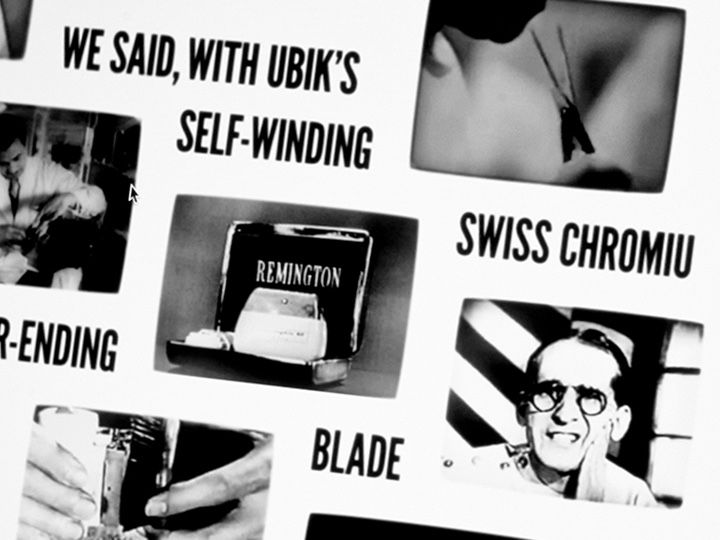 WE SAID, WITH UBIK'S
SELF-WINDING
SWISS CHROMIU
REMINGTON
R-ENDING
BLADE